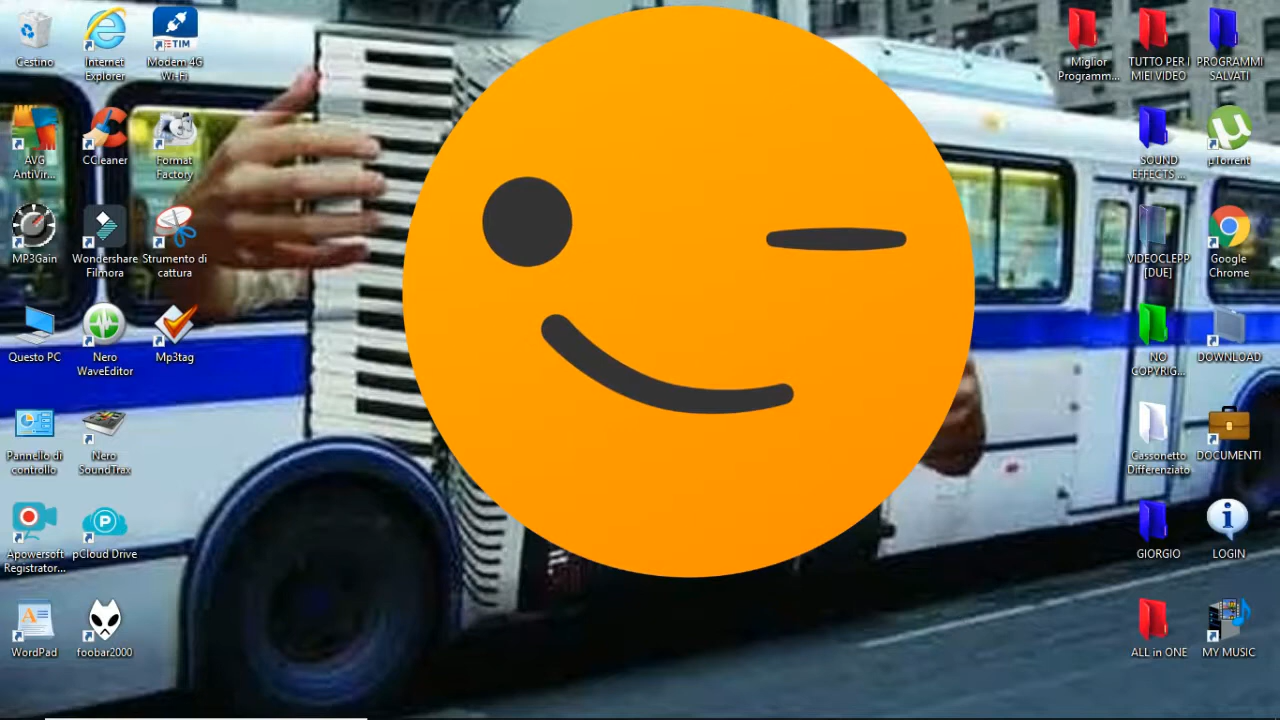 Cestino
Internet
Explorer
TIM
Modem 4G
Wi-Fi
AVG
AntiVir...
CCleaner
Format
Factory
MP3Gain
Wondershare
Filmora
Strumento di
cattura
Questo PC
Nero
WaveEditor
Mp3tag
Pannello di
controllo
Nero
SoundTrax
Apowersoft
Registrator...
P
pCloud Drive
A
WordPad
foobar2000
Miglior
Programm...
TUTTO PER I
MIEI VIDEO
PROGRAMMI
SALVATI
SOUND
EFFECTS ...
µ
µTorrent
VIDEOCLEPP
[DUE]
Google
Chrome
NO
COPYRIG...
DOWNLOAD
Cassonetto
Differenziato
DOCUMENTI
GIORGIO
i
LOGIN
ALL in ONE
MY MUSIC